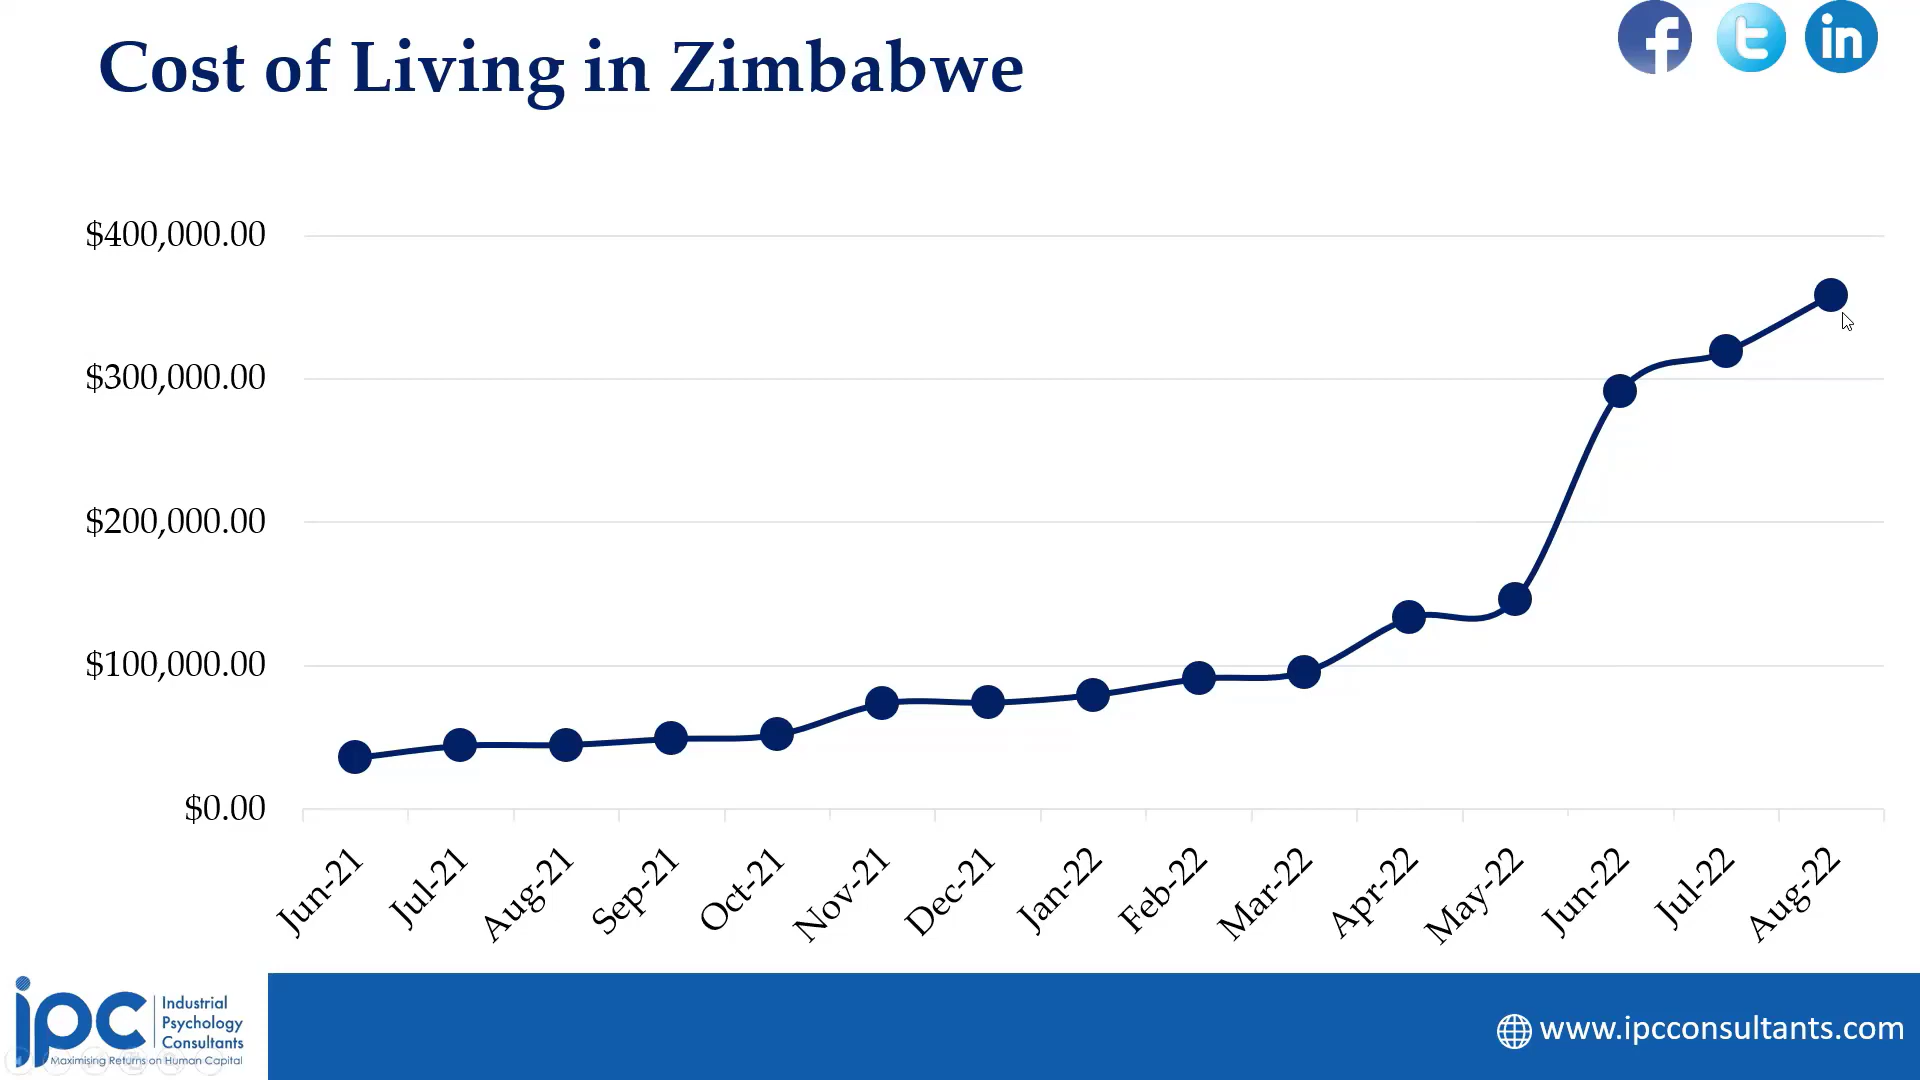 Cost of Living in Zimbabwe
$400,000.00
$300,000.00
$200,000.00
$100,000.00
$0.00
Jun-21
Jul-21
Aug-21
Sep-21
Oct-21
Nov-21
Dec-21
Jan-22
Feb-22
Mar-22
Apr-22
May-22
Jun-22
Jul-22
Aug-22
ipc
Industrial
Psychology
Consultants
Maximising Returns on Human Capital
www.ipcconsultants.com